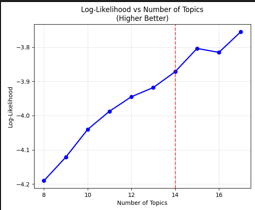 Log-Likelihood vs Number of Topics
(Higher Better)
Log-Likelihood
−3.8
−3.9
−4.0
−4.1
−4.2
8
10
12
14
16
Number of Topics